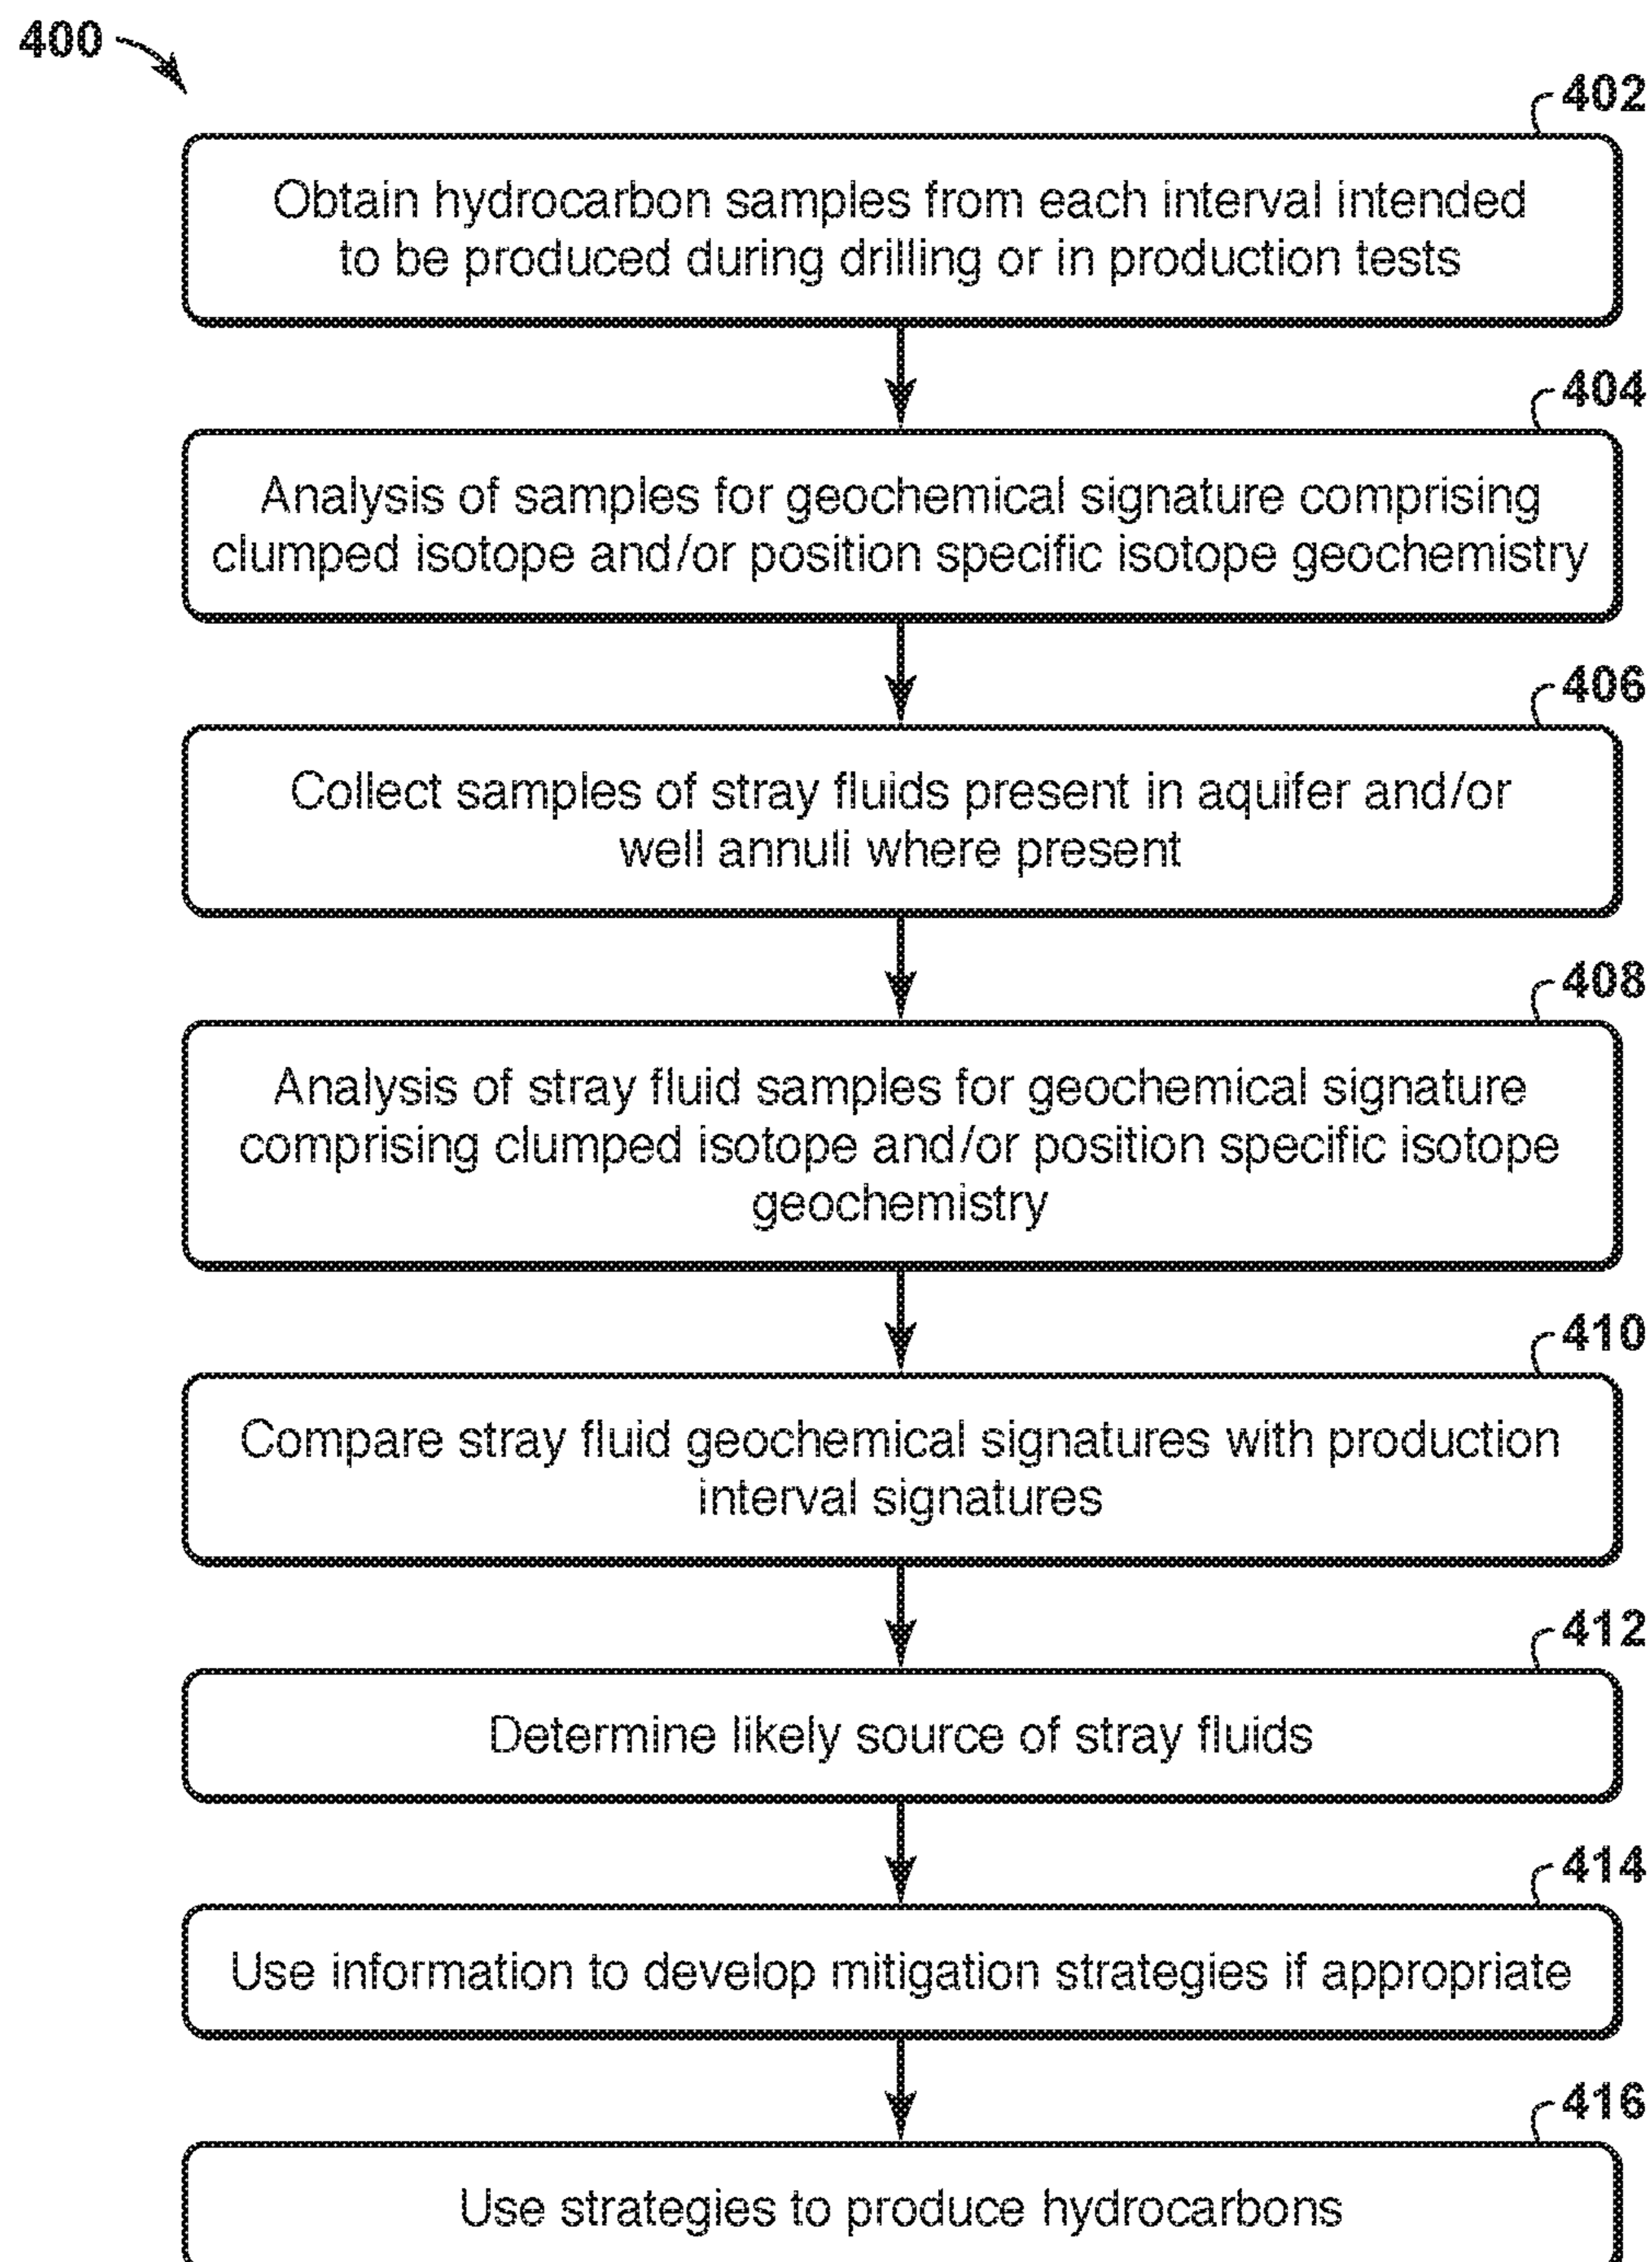 400
402
Obtain hydrocarbon samples from each interval intended
to be produced during drilling or in production tests
404
Analysis of samples for geochemical signature comprising
clumped isotope and/or position specific isotope geochemistry
406
Collect samples of stray fluids present in aquifer and/or
well annuli where present
408
Analysis of stray fluid samples for geochemical signature
comprising clumped isotope and/or position specific isotope
geochemistry
410
Compare stray fluid geochemical signatures with production
interval signatures
412
Determine likely source of stray fluids
414
Use information to develop mitigation strategies if appropriate
416
Use strategies to produce hydrocarbons